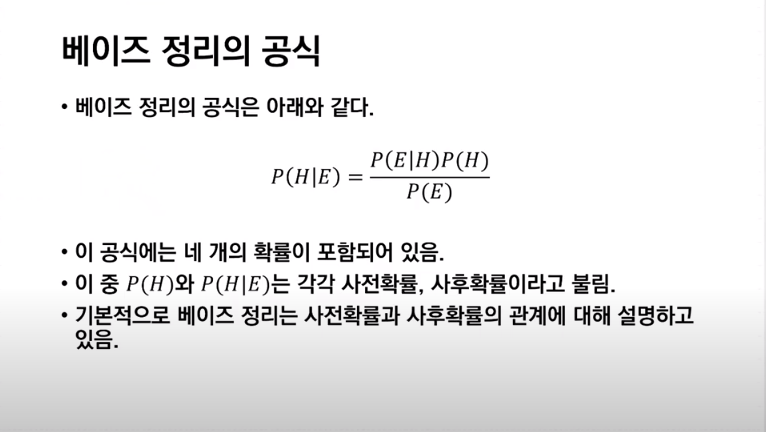 베이즈 정리의 공식
• 베이즈 정리의 공식은 아래와 같다.
P(H|E) = P(E|H)P(H) / P(E)
• 이 공식에는 네 개의 확률이 포함되어 있음.
• 이 중 P(H)와 P(H|E)는 각각 사전확률, 사후확률이라고 불림.
• 기본적으로 베이즈 정리는 사전확률과 사후확률의 관계에 대해 설명하고
있음.